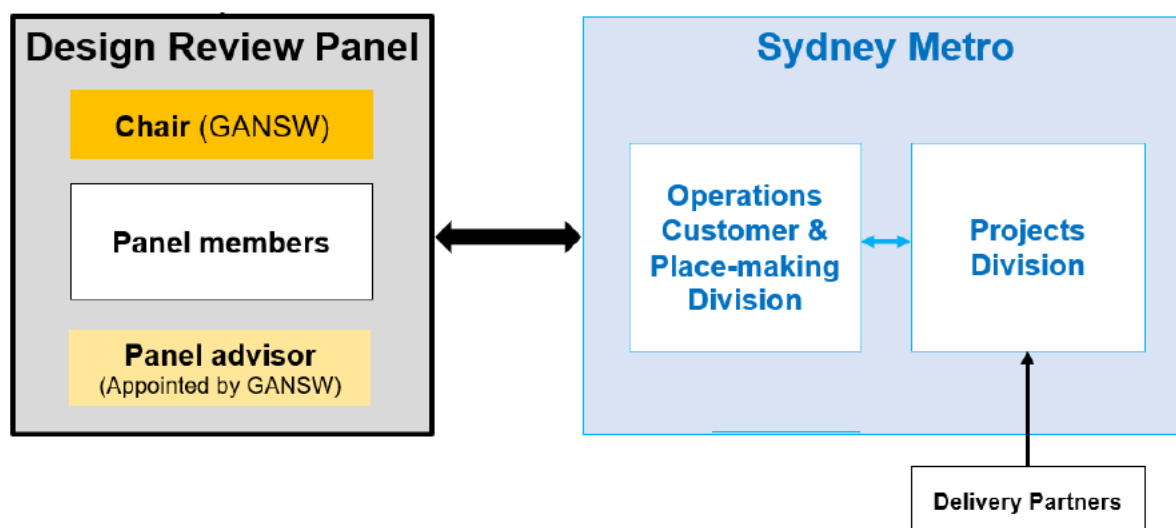 Design Review Panel
Chair (GANSW)
Panel members
Panel advisor
(Appointed by GANSW)
Sydney Metro
Operations
Customer &
Place-making
Division
Projects
Division
Delivery Partners